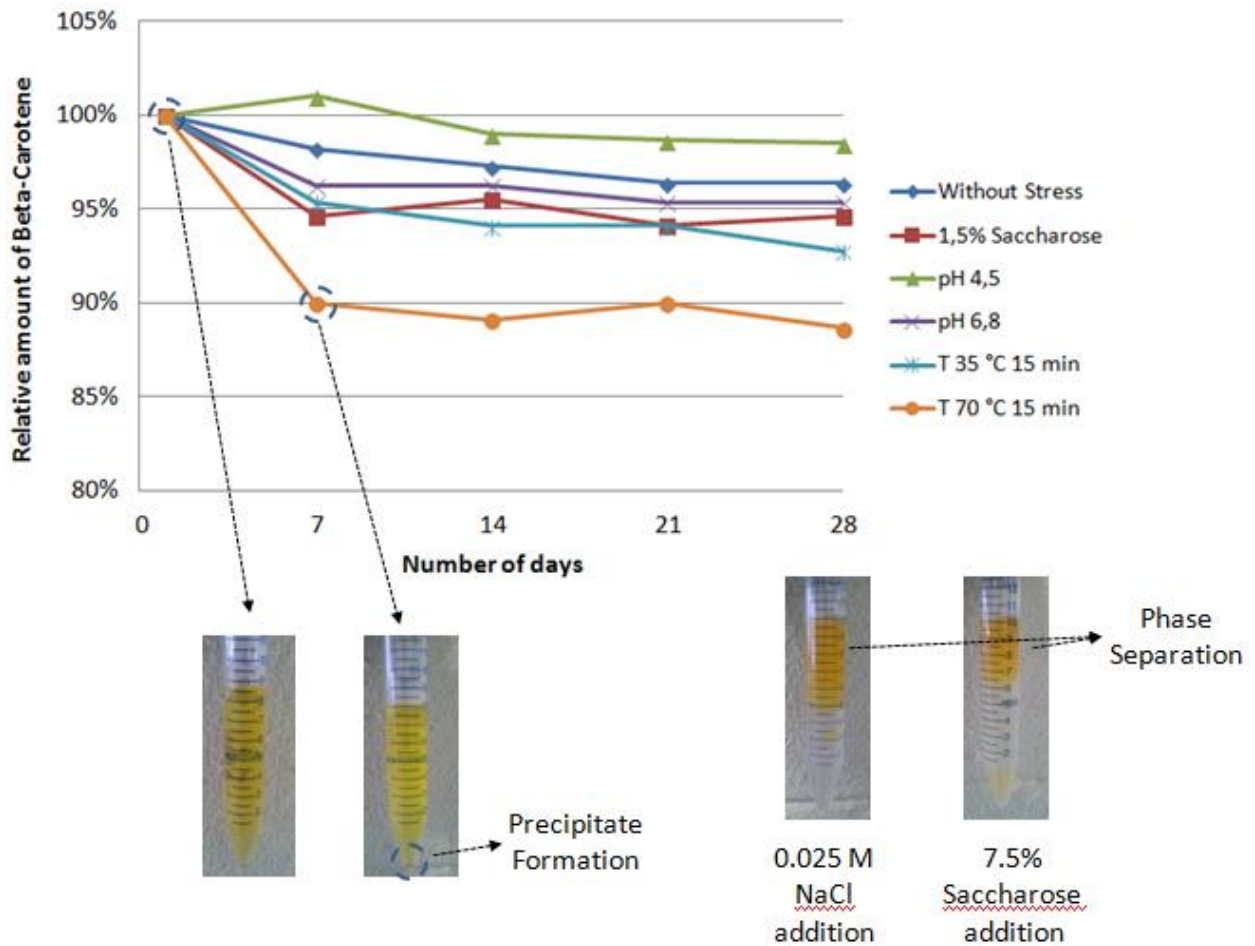 105%
100%
95%
90%
85%
80%
Relative amount of Beta-Carotene
0 7 14 21 28
Number of days
Without Stress
1,5% Saccharose
pH 4,5
pH 6,8
T 35 °C 15 min
T 70 °C 15 min
Precipitate
Formation
Phase
Separation
0.025 M
NaCl
addition
7.5%
Saccharose
addition